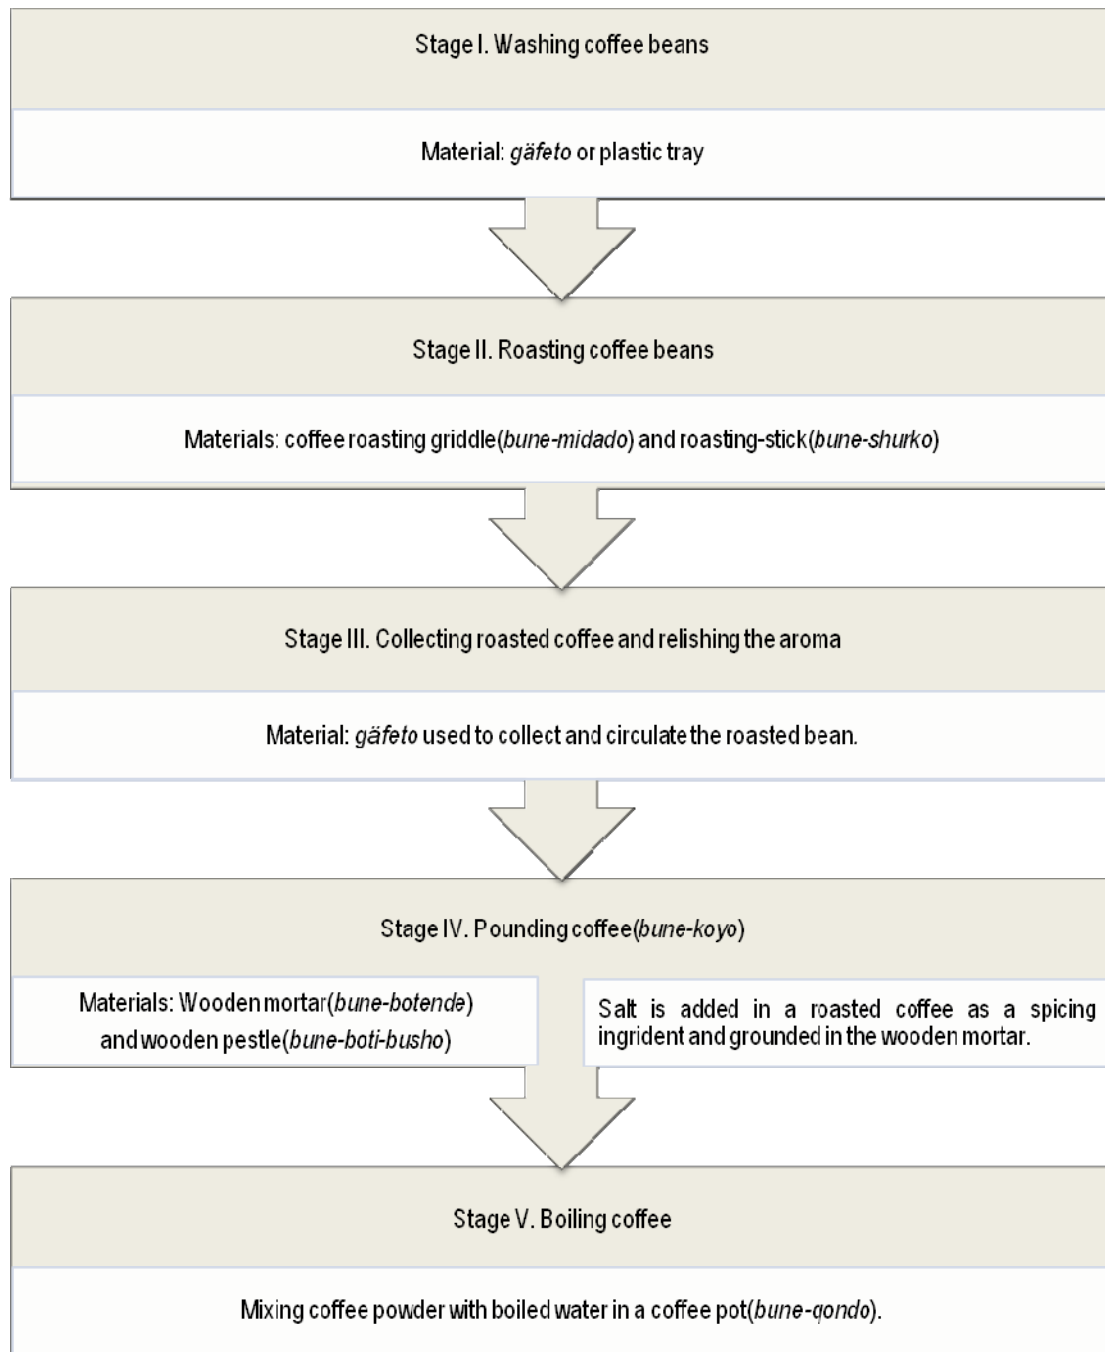 Stage I. Washing coffee beans
Material: gäfeto or plastic tray
Stage II. Roasting coffee beans
Materials: coffee roasting griddle(bune-midado) and roasting-stick(bune-shurko)
Stage III. Collecting roasted coffee and relishing the aroma
Material: gäfeto used to collect and circulate the roasted bean.
Stage IV. Pounding coffee(bune-koyo)
Materials: Wooden mortar(bune-botende)
and wooden pestle(bune-boti-busho)
Salt is added in a roasted coffee as a spicing
ingrident and grounded in the wooden mortar.
Stage V. Boiling coffee
Mixing coffee powder with boiled water in a coffee pot(bune-qondo).